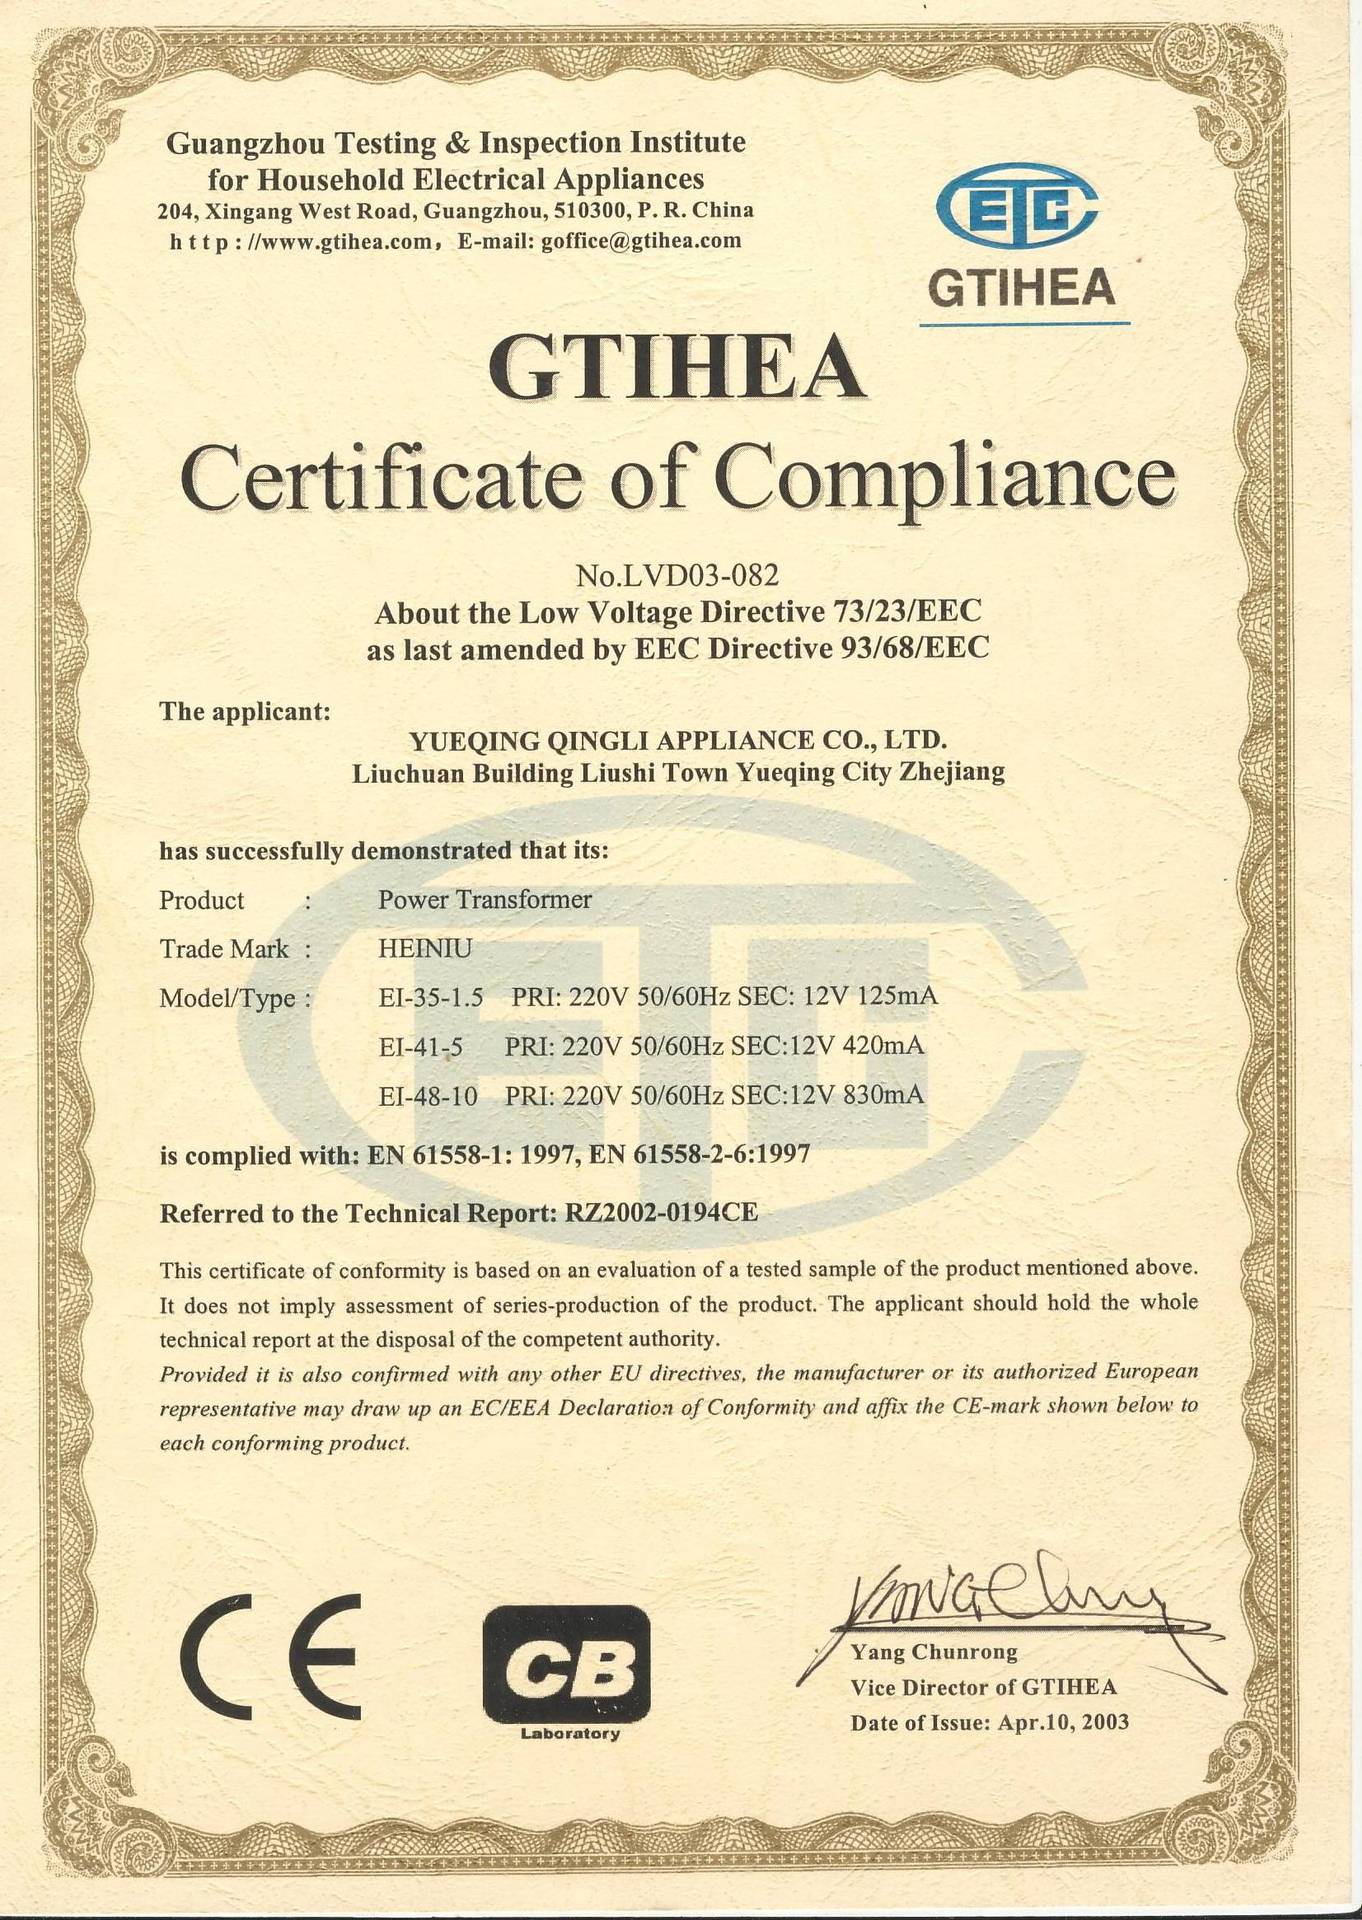 Guangzhou Testing & Inspection Institute
for Household Electrical Appliances
204, Xingang West Road, Guangzhou, 510300, P. R. China
http://www.gtihea.com, E-mail: goffice@gtihea.com
ETC
GTIHEA
GTIHEA
Certificate of Compliance
No.LVD03-082
About the Low Voltage Directive 73/23/EEC
as last amended by EEC Directive 93/68/EEC
The applicant:
YUEQING QINGLI APPLIANCE CO., LTD.
Liuchuan Building Liushi Town Yueqing City Zhejiang
has successfully demonstrated that its:
Product : Power Transformer
Trade Mark : HEINIU
Model/Type : EI-35-1.5 PRI: 220V 50/60Hz SEC: 12V 125mA
EI-41-5 PRI: 220V 50/60Hz SEC:12V 420mA
EI-48-10 PRI: 220V 50/60Hz SEC:12V 830mA
is complied with: EN 61558-1: 1997, EN 61558-2-6:1997
Referred to the Technical Report: RZ2002-0194CE
This certificate of conformity is based on an evaluation of a tested sample of the product mentioned above.
It does not imply assessment of series-production of the product. The applicant should hold the whole
technical report at the disposal of the competent authority.
Provided it is also confirmed with any other EU directives, the manufacturer or its authorized European
representative may draw up an EC/EEA Declaration of Conformity and affix the CE-mark shown below to
each conforming product.
CE
CB
Laboratory
Yang Chunrong
Vice Director of GTIHEA
Date of Issue: Apr.10, 2003